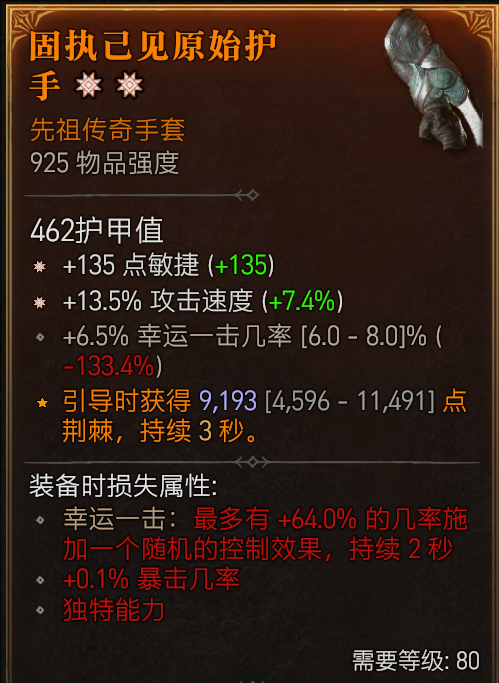 固执己见原始护
手
先祖传奇手套
925 物品强度
462护甲值
+135 点敏捷 (+135)
+13.5% 攻击速度 (+7.4%)
+6.5% 幸运一击几率 [6.0 - 8.0]% (
-133.4%)
引导时获得 9,193 [4,596 - 11,491] 点
荆棘，持续 3 秒。
装备时损失属性:
幸运一击：最多有 +64.0% 的几率施
加一个随机的控制效果，持续 2 秒
+0.1% 暴击几率
独特能力
需要等级: 80